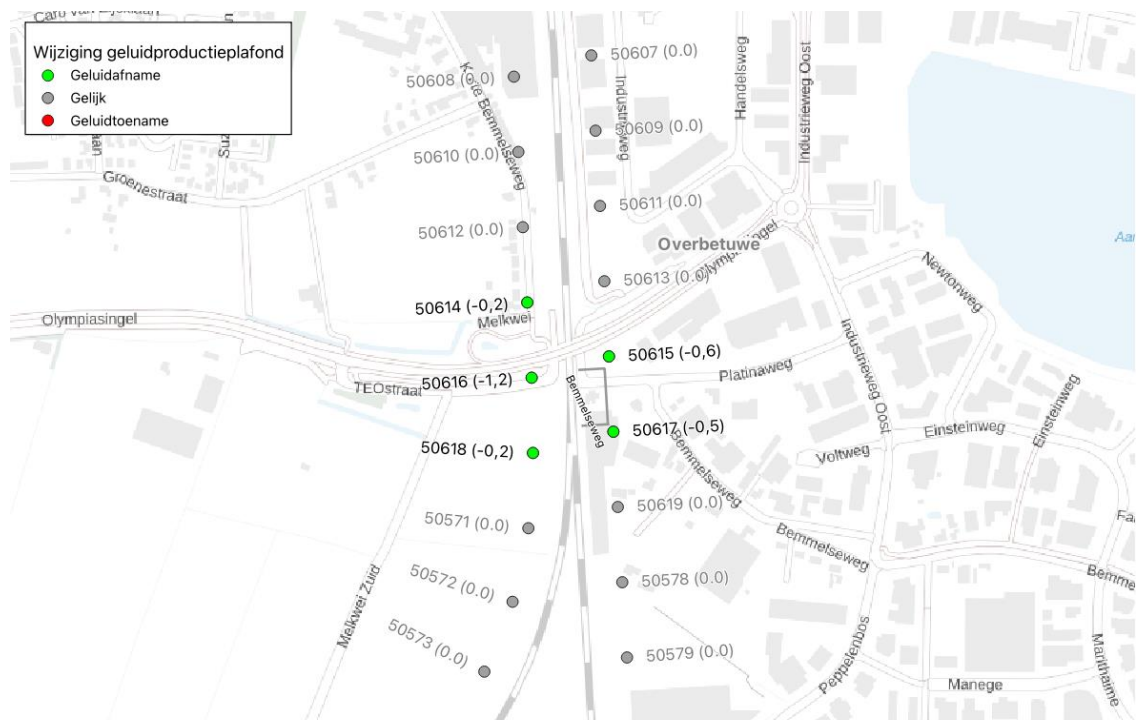 Wijziging geluidproductieplafond
Geluidafname
Gelijk
Geluidtoename
50607 (0.0)
50608 (0.0)
50609 (0.0)
50610 (0.0)
50611 (0.0)
50612 (0.0)
50613 (0.0)
50614 (-0,2)
50615 (-0,6)
50616 (-1,2)
50617 (-0,5)
50618 (-0,2)
50619 (0.0)
50571 (0.0)
50578 (0.0)
50572 (0.0)
50573 (0.0)
50579 (0.0)
Korte Bemmelseweg
Industrieweg
Handelsweg
Industrieweg Oost
Groenestraat
Overbetuwe
Olympiasingel
Newtonweg
Olympiasingel
Melkwei
TEOstraat
Platinaweg
Bemmelseweg
Industrieweg Oost
Einsteinweg
Einsteinweg
Voltweg
Bemmelseweg
Bemmelseweg
Melkwei Zuid
Peppelenbos
Manege